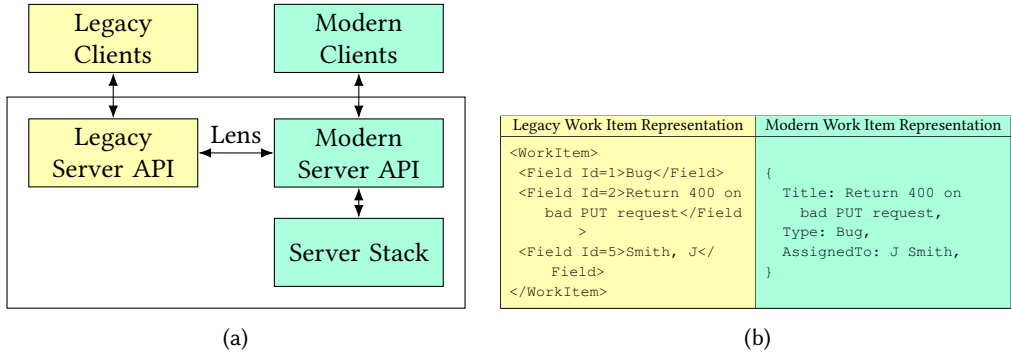 Legacy
Clients
Modern
Clients
Legacy
Server API
Lens
Modern
Server API
Server Stack
(a)
Legacy Work Item Representation
<WorkItem>
<Field Id=1>Bug</Field>
<Field Id=2>Return 400 on
bad PUT request</Field
>
<Field Id=5>Smith, J</
Field>
</WorkItem>
Modern Work Item Representation
{
Title: Return 400 on
bad PUT request,
Type: Bug,
AssignedTo: J Smith,
}
(b)